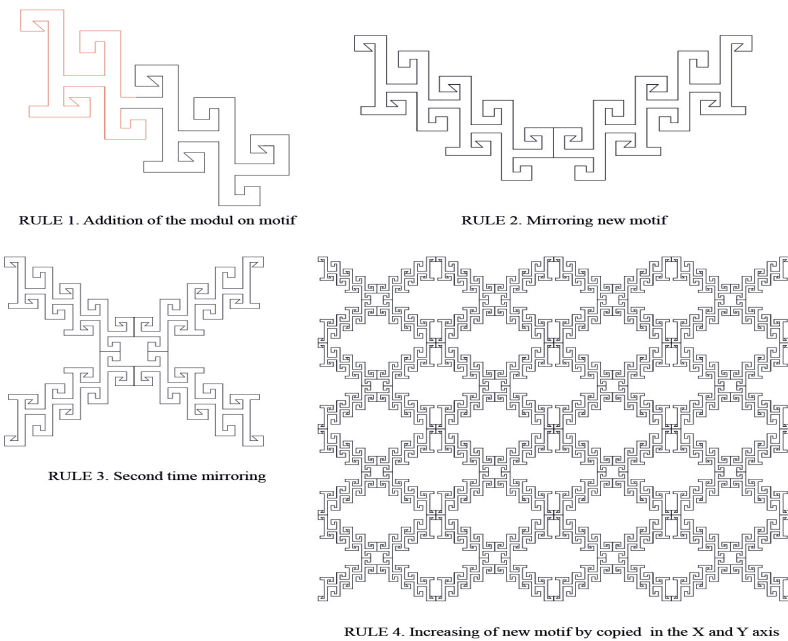 RULE 1. Addition of the modul on motif
RULE 2. Mirroring new motif
RULE 3. Second time mirroring
RULE 4. Increasing of new motif by copied in the X and Y axis